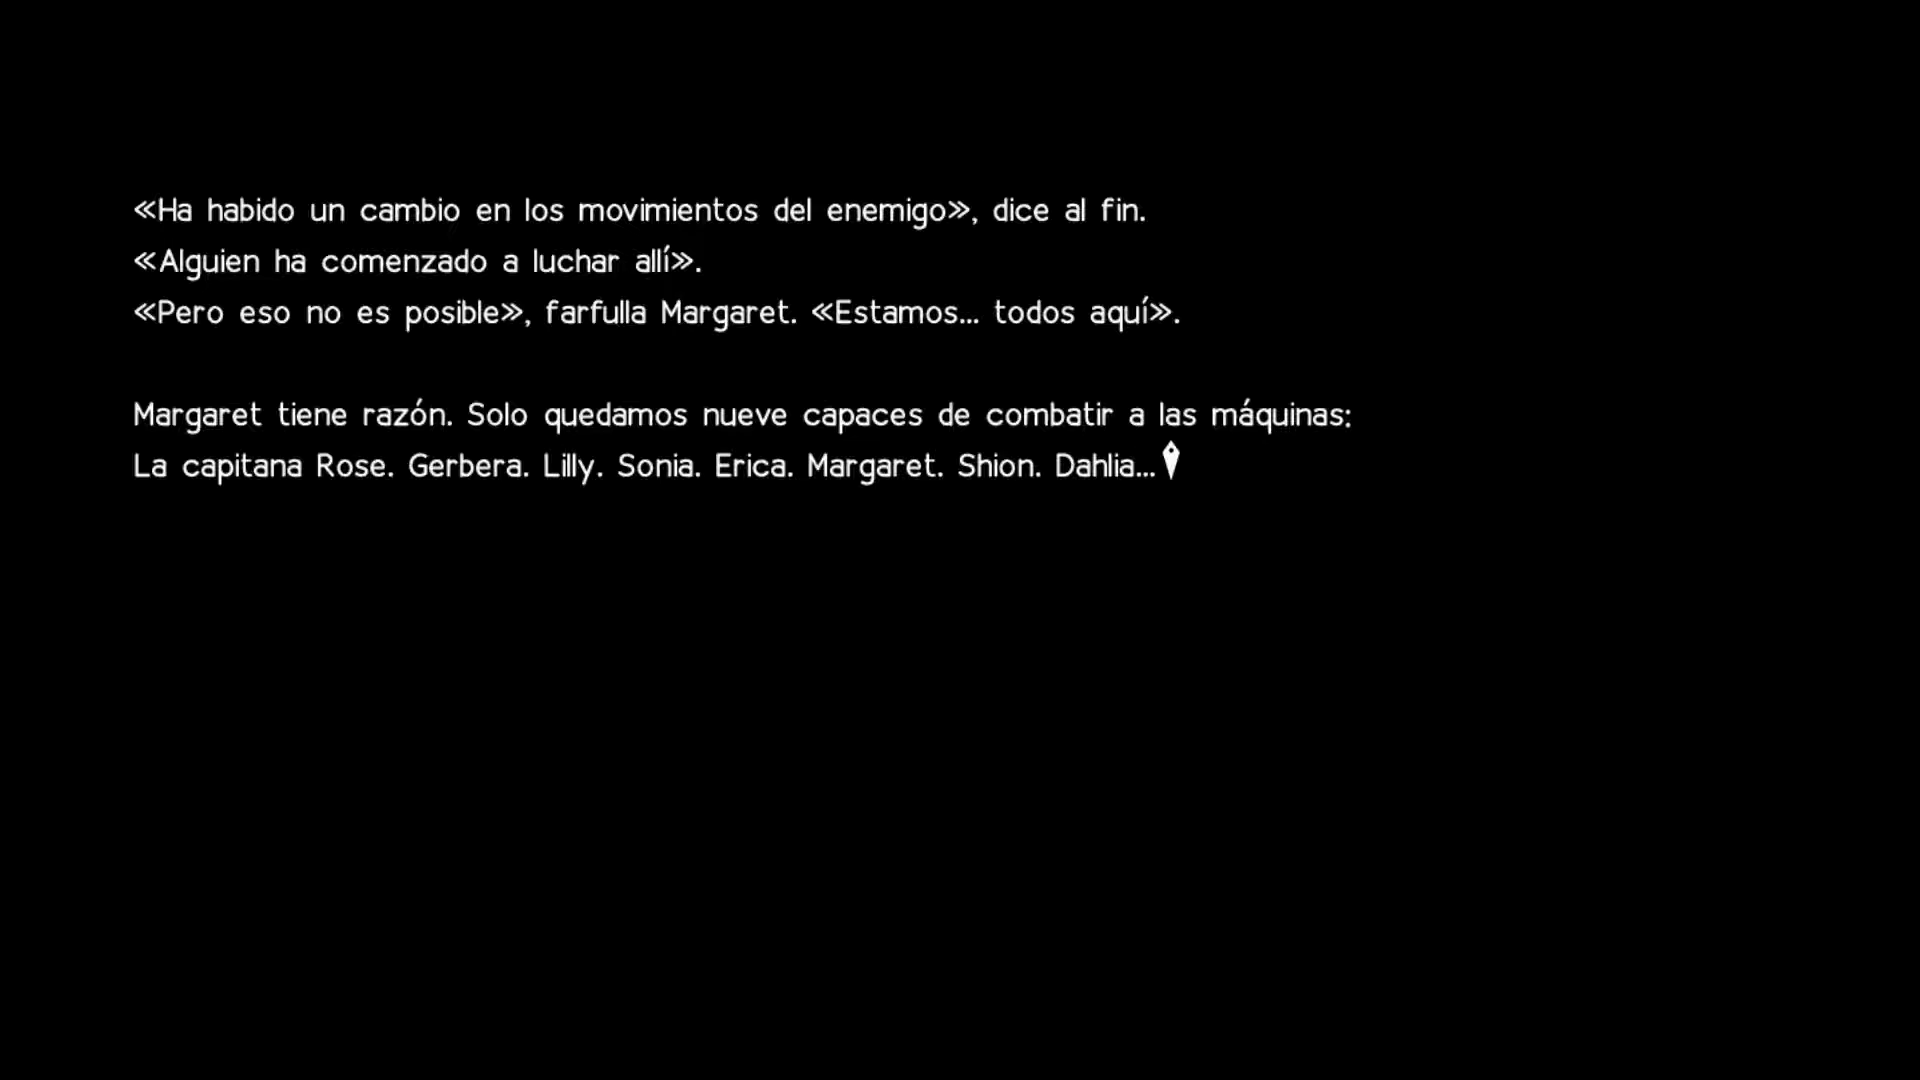 «Ha habido un cambio en los movimientos del enemigo», dice al fin.
«Alguien ha comenzado a luchar allí».
«Pero eso no es posible», farfulla Margaret. «Estamos... todos aquí».
Margaret tiene razón. Solo quedamos nueve capaces de combatir a las máquinas:
La capitana Rose. Gerbera. Lilly. Sonia. Erica. Margaret. Shion. Dahlia...